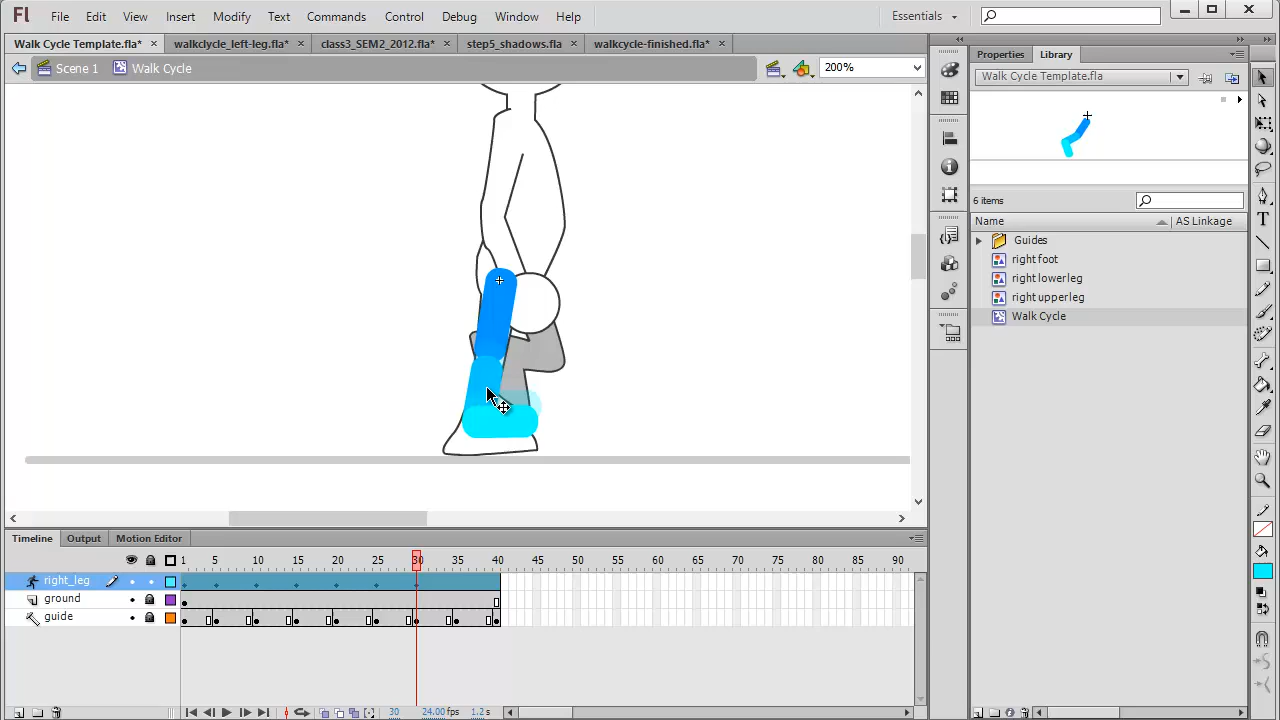 Fl File Edit View Insert Modify Text Commands Control Debug Window Help Essentials
Walk Cycle Template.fla* × walkclycle_left-leg.fla* × class3_SEM2_2012.fla* × step5_shadows.fla × walkcycle-finished.fla* ×
Scene 1 Walk Cycle 200%
Properties Library
Walk Cycle Template.fla
6 items
Name AS Linkage
Guides
right foot
right lowerleg
right upperleg
Walk Cycle
Timeline Output Motion Editor
1 5 10 15 20 25 30 35 40 45 50 55 60 65 70 75 80 85 90
right_leg
ground
guide
30 24.00 fps 1.2 s